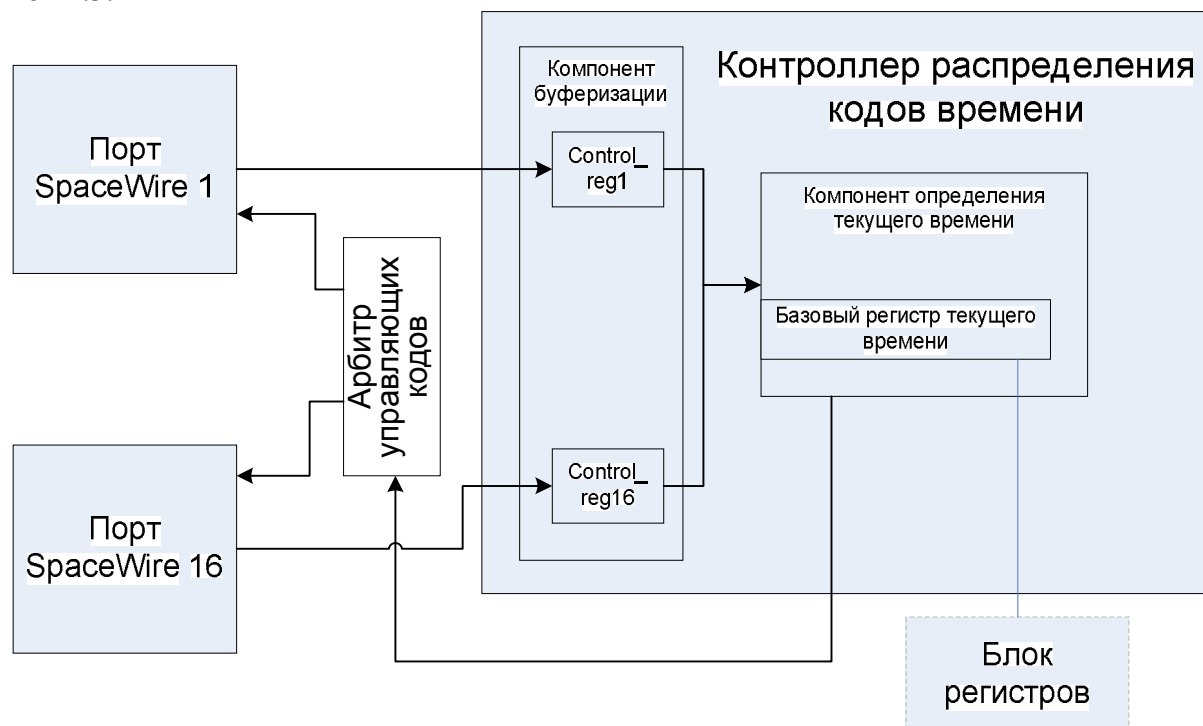 Контроллер распределения
кодов времени
Компонент
буферизации
Порт
SpaceWire 1
Control_
reg1
Компонент определения
текущего времени
Арбитр
управляющих
кодов
Базовый регистр текущего
времени
Порт
SpaceWire 16
Control_
reg16
Блок
регистров